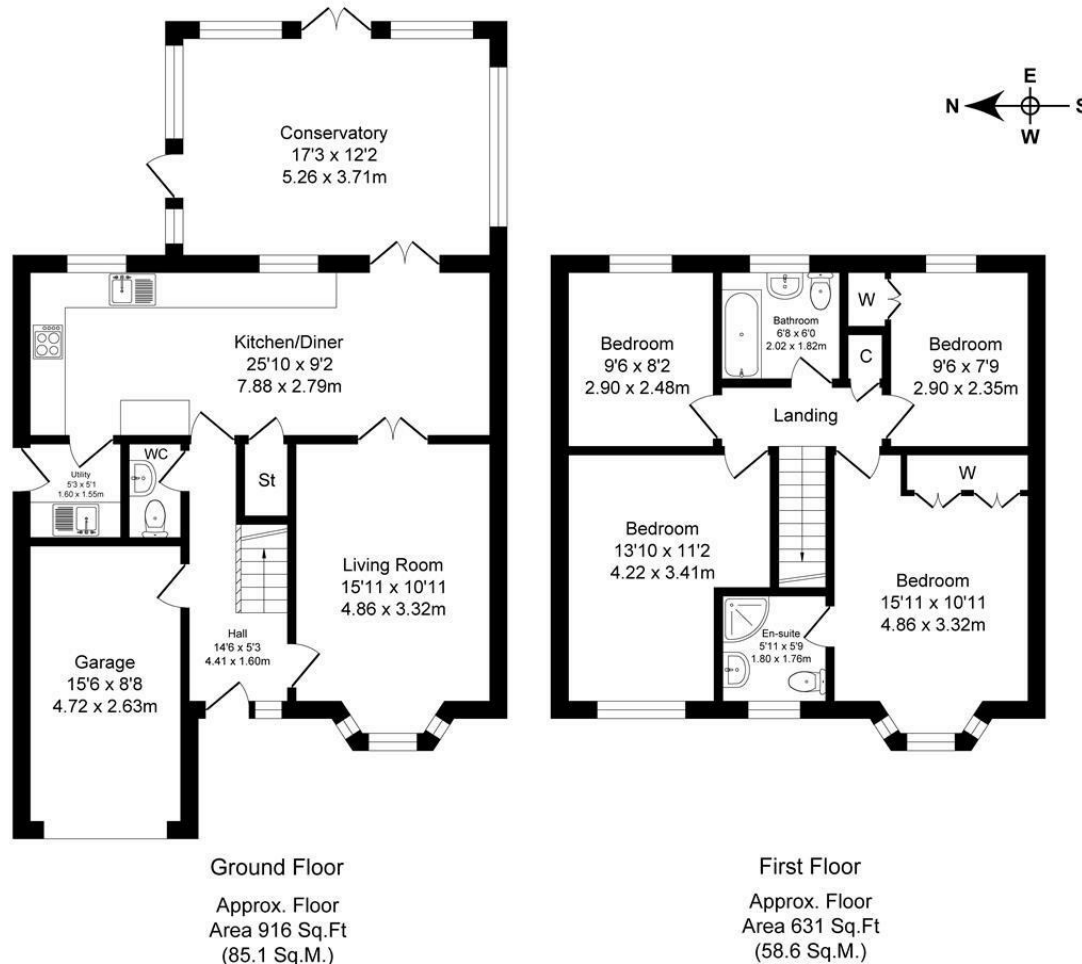 E
N
S
W
Conservatory
17'3 x 12'2
5.26 x 3.71m
Kitchen/Diner
25'10 x 9'2
7.88 x 2.79m
Utility
5'3 x 5'1
1.60 x 1.55m
WC
St
Living Room
15'11 x 10'11
4.86 x 3.32m
Hall
14'6 x 5'3
4.41 x 1.60m
Garage
15'6 x 8'8
4.72 x 2.63m
Ground Floor
Approx. Floor
Area 916 Sq.Ft
(85.1 Sq.M.)
Bedroom
9'6 x 8'2
2.90 x 2.48m
Bathroom
6'8 x 6'0
2.02 x 1.82m
W
C
Bedroom
9'6 x 7'9
2.90 x 2.35m
Landing
W
Bedroom
13'10 x 11'2
4.22 x 3.41m
Bedroom
15'11 x 10'11
4.86 x 3.32m
En-suite
5'11 x 5'9
1.80 x 1.76m
First Floor
Approx. Floor
Area 631 Sq.Ft
(58.6 Sq.M.)